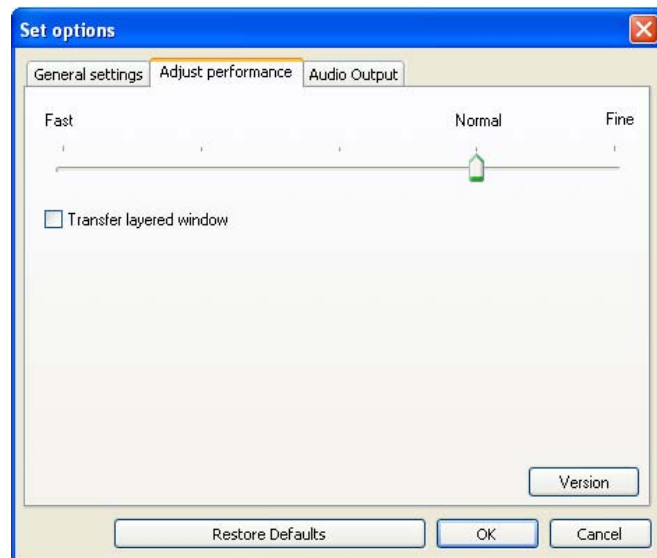 Set options
General settings Adjust performance Audio Output
Fast Normal Fine
Transfer layered window
Version
Restore Defaults OK Cancel